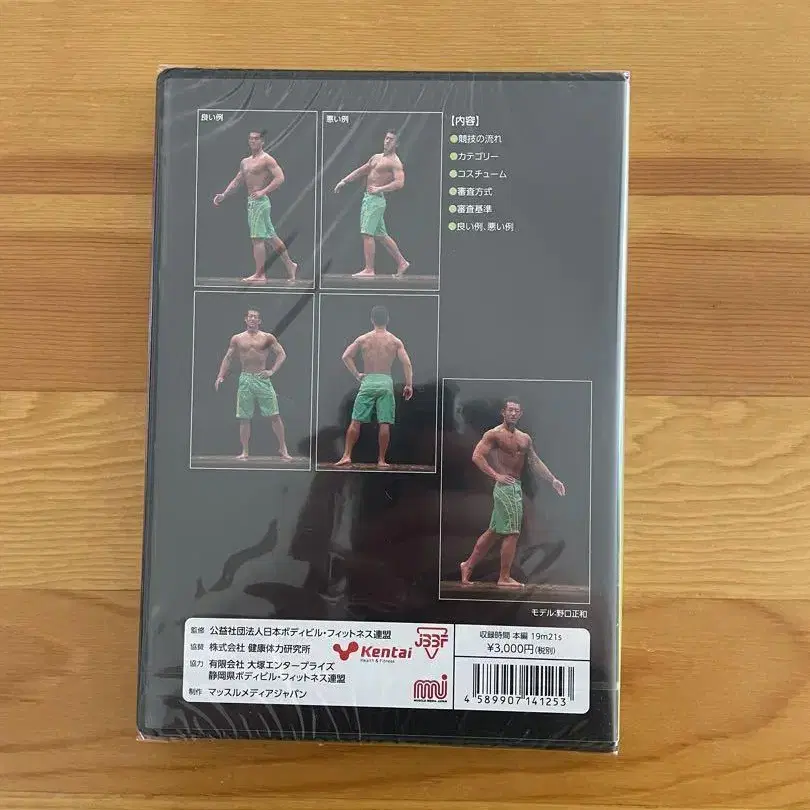 良い例
悪い例
【内容】
●競技の流れ
●カテゴリー
●コスチューム
●審査方式
●審査基準
●良い例、悪い例
モデル:野口正和
監修 公益社団法人日本ボディビル・フィットネス連盟
協賛 株式会社 健康体力研究所
Kentai
Health & Fitness
JBBF
協力 有限会社 大塚エンタープライズ
静岡県ボディビル・フィットネス連盟
制作 マッスルメディアジャパン
MUSCLE MEDIA JAPAN
収録時間 本編 19m21s
¥3,000円(税別)
4 589907 141253